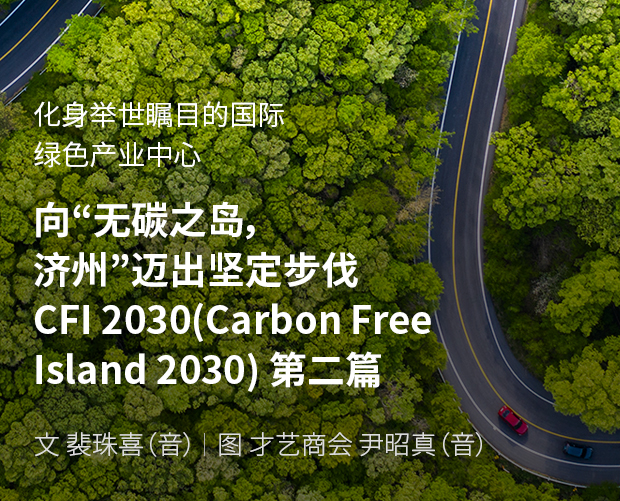 化身举世瞩目的国际
绿色产业中心
向“无碳之岛,
济州”迈出坚定步伐
CFI 2030(Carbon Free
Island 2030) 第二篇
文 裴珠喜（音）｜图 才艺商会 尹昭真（音）